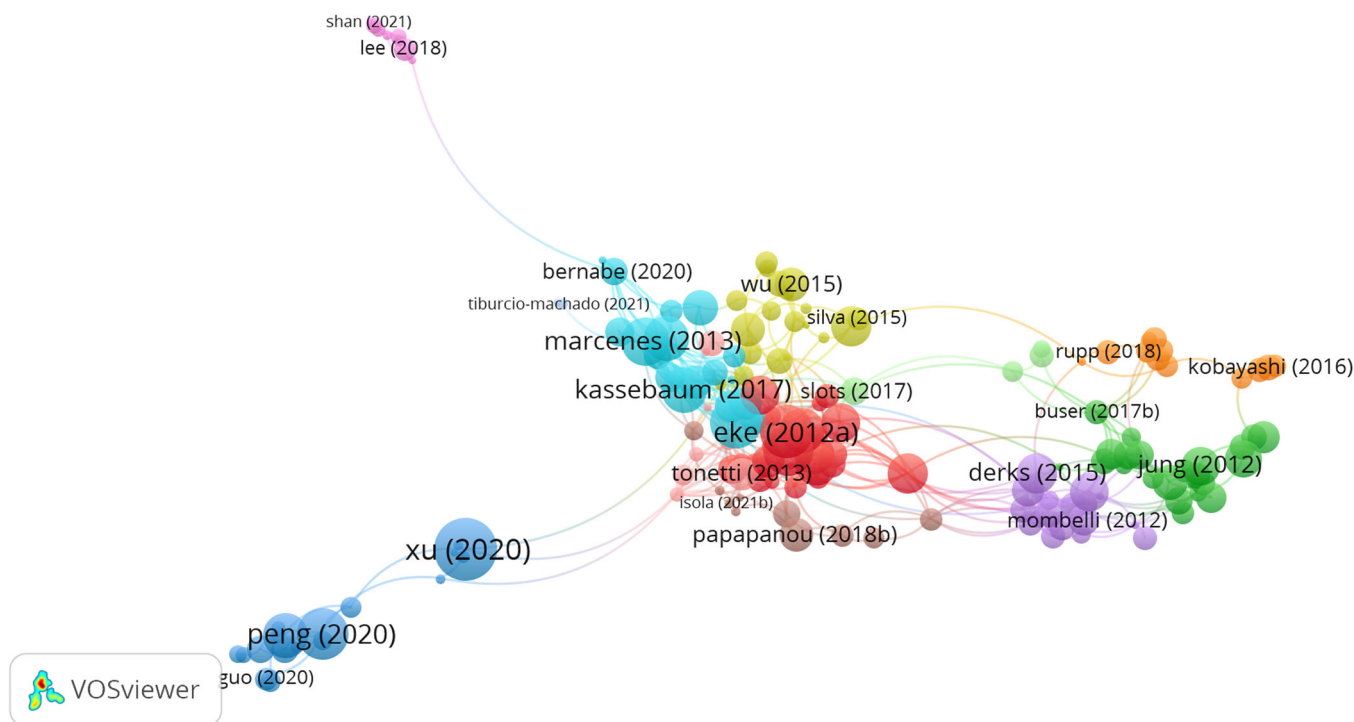 shan (2021)
lee (2018)
bernabe (2020)
wu (2015)
tiburcio-machado (2021)
silva (2015)
marcenes (2013)
rupp (2018)
kobayashi (2016)
kassebaum (2017)
slots (2017)
buser (2017b)
eke (2012a)
jung (2012)
tonetti (2013)
derks (2015)
isola (2021b)
mombelli (2012)
papapanou (2018b)
xu (2020)
peng (2020)
guo (2020)
VOSviewer